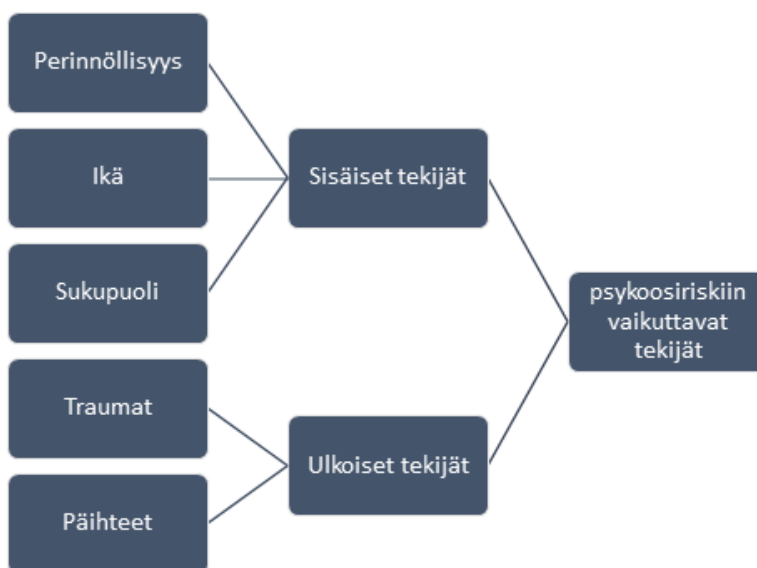 Perinnöllisyys
Ikä
Sukupuoli
Traumat
Päihteet
Sisäiset tekijät
Ulkoiset tekijät
psykoosiriskiin
vaikuttavat
tekijät